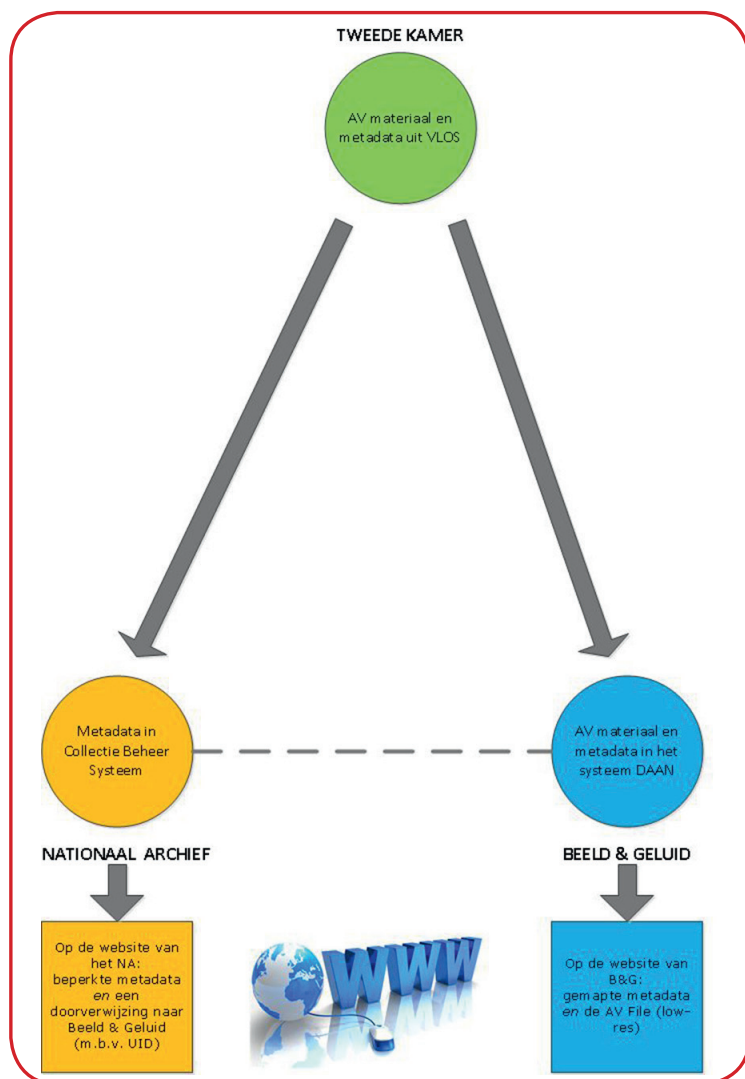 TWEEDE KAMER
AV materiaal en
metadata uit VLOS
Metadata in
Collectie Beheer
Systeem
AV materiaal en
metadata in het
systeem DAAN
NATIONAAL ARCHIEF
BEELD & GELUID
Op de website van
het NA:
beperkte metadata
en een
doorverwijzing naar
Beeld & Geluid
(m.b.v. UID)
WWW
Op de website van
B&G:
gemapte metadata
en de AV File (low-
res)